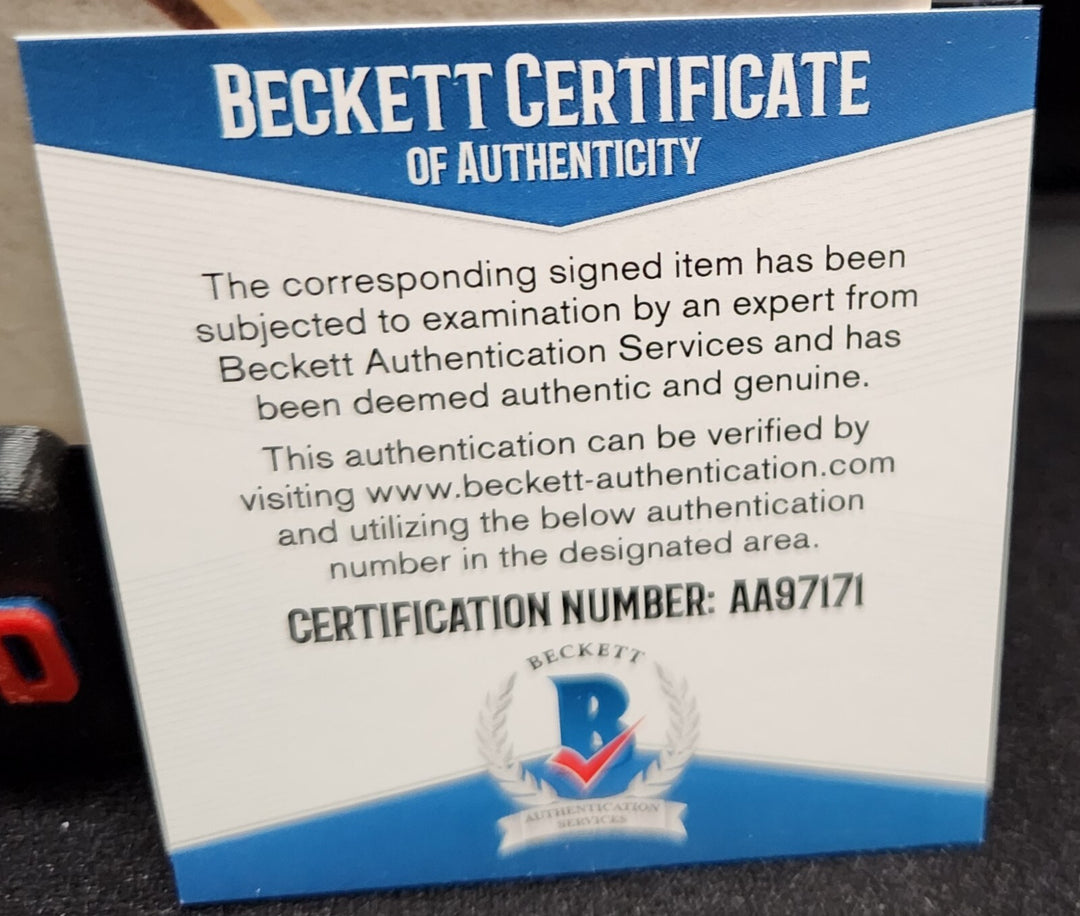 BECKETT CERTIFICATE
OF AUTHENTICITY
The corresponding signed item has been
subjected to examination by an expert from
Beckett Authentication Services and has
been deemed authentic and genuine.
This authentication can be verified by
visiting www.beckett-authentication.com
and utilizing the below authentication
number in the designated area.
CERTIFICATION NUMBER: AA97171
BECKETT
B
AUTHENTICATION
SERVICES